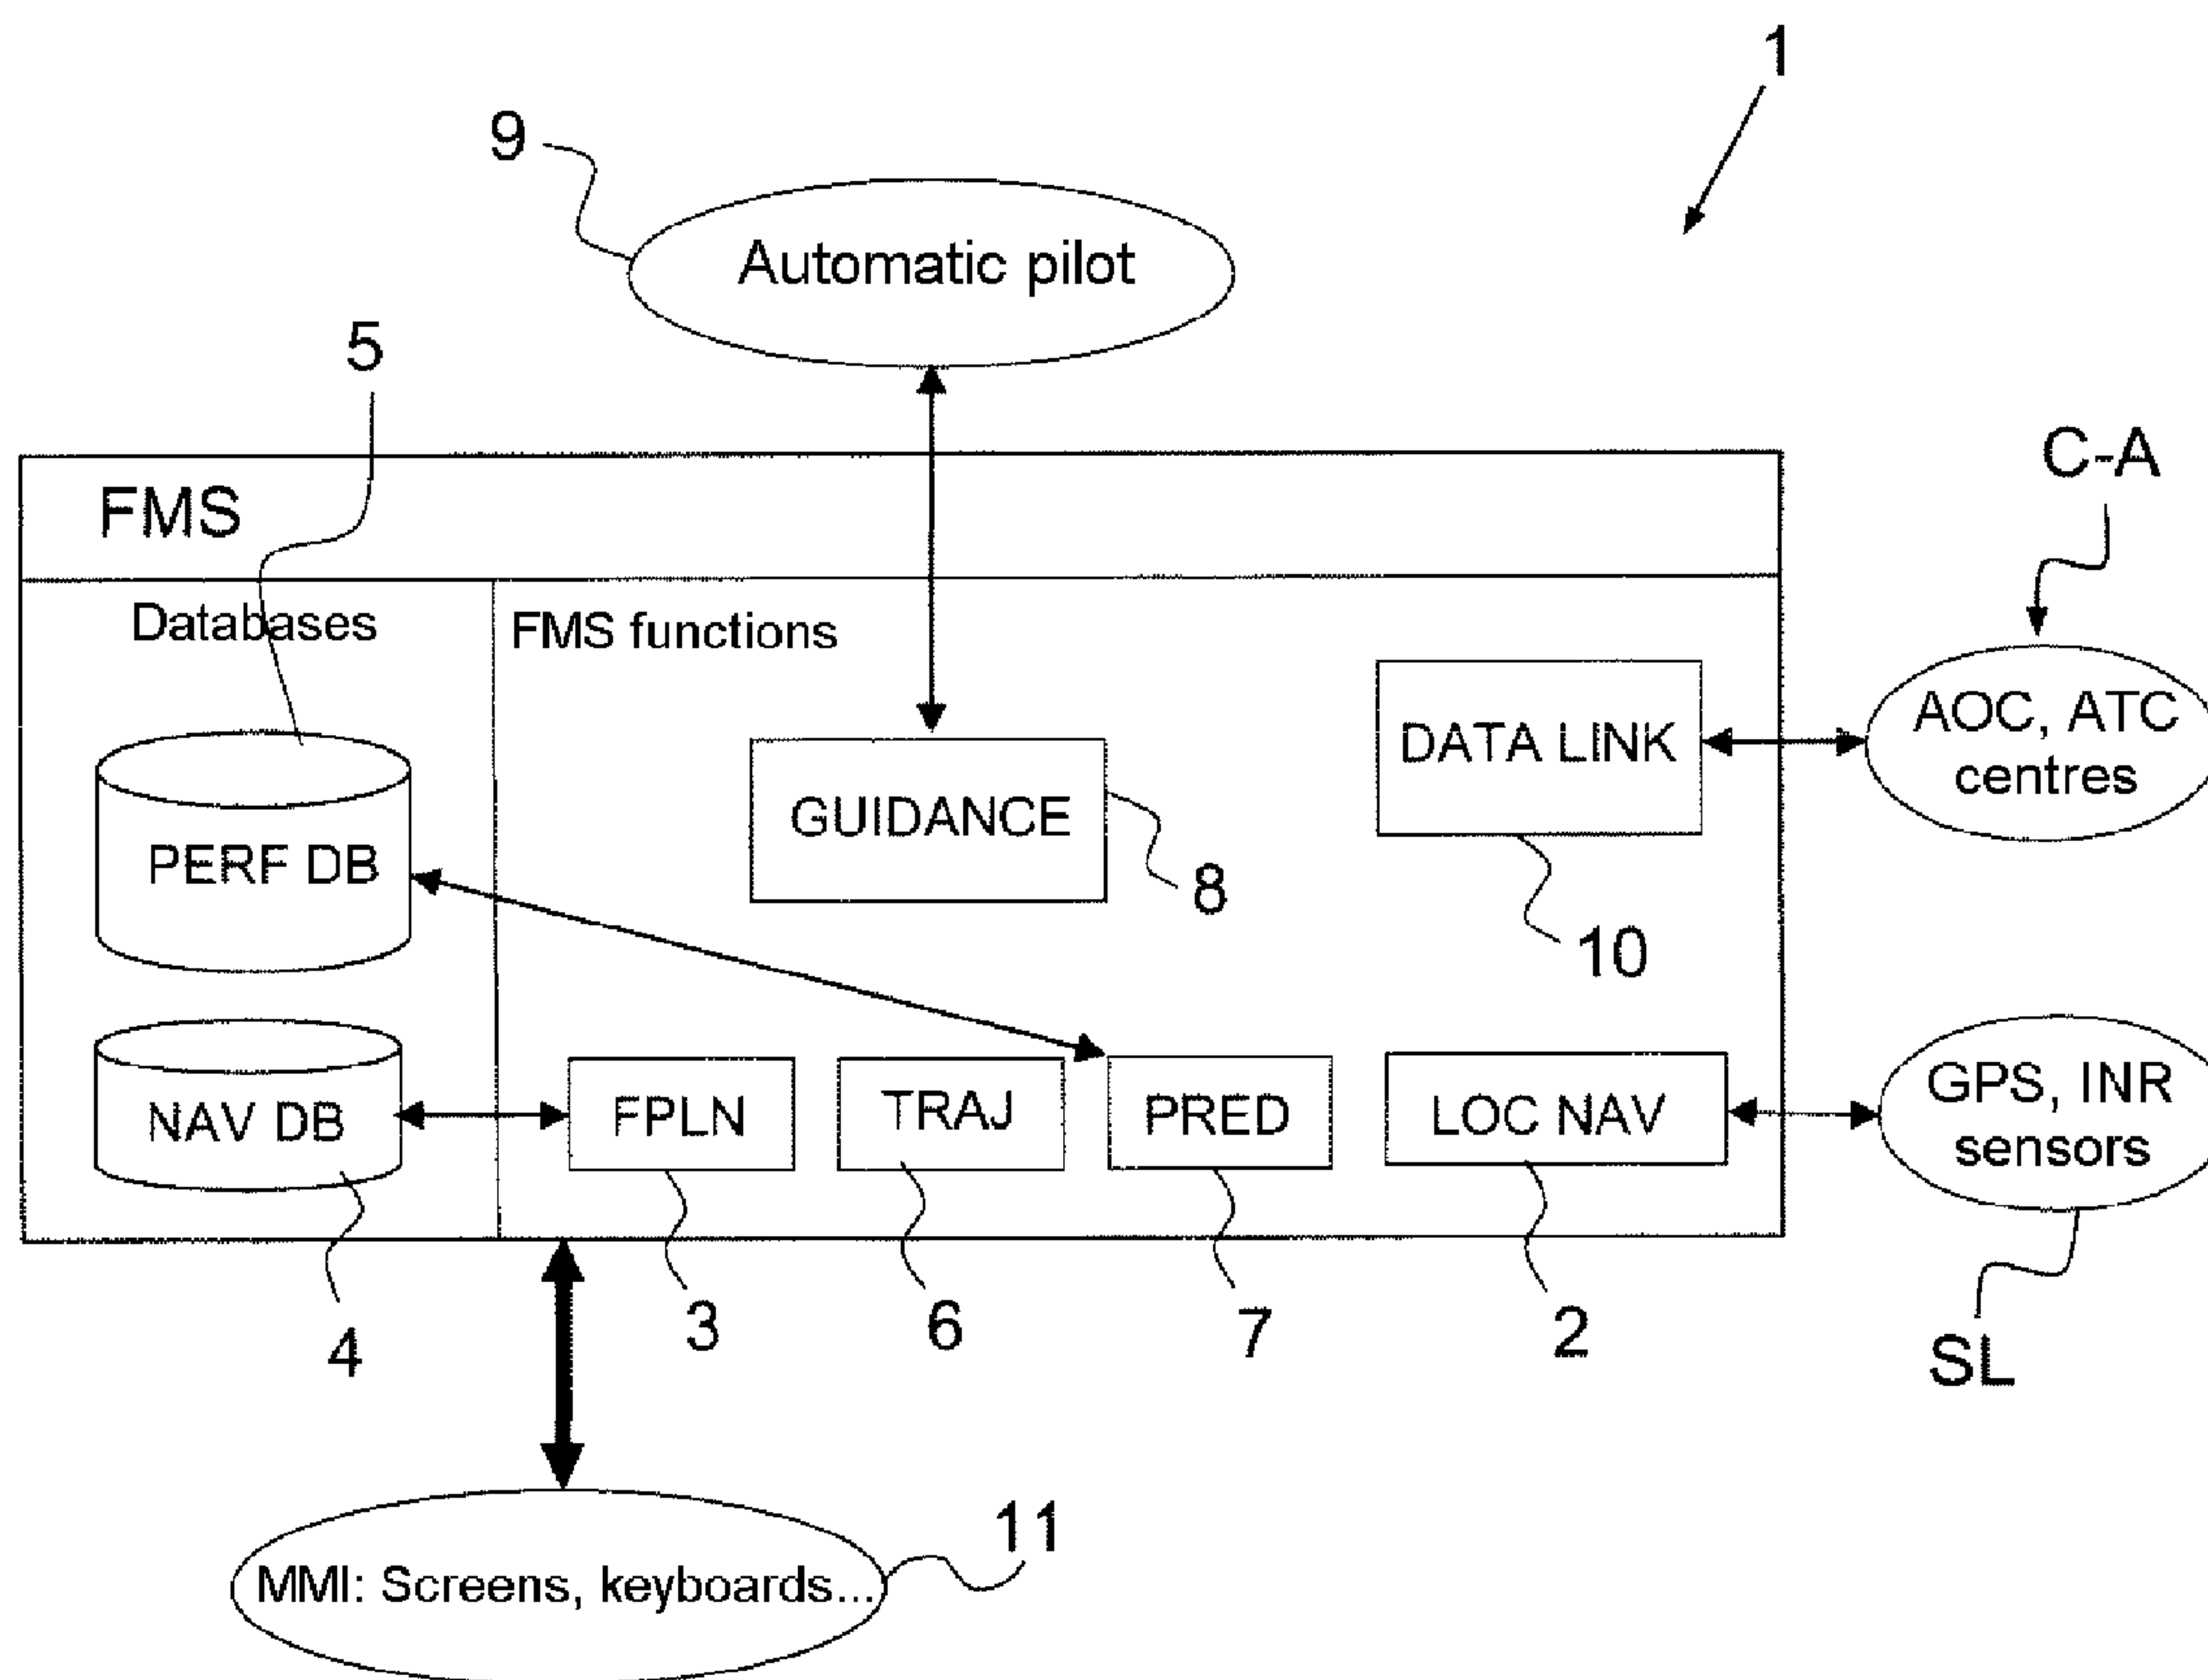 1
9
Automatic pilot
5
C-A
FMS
Databases
FMS functions
AOC, ATC
centres
DATA LINK
GUIDANCE
PERF DB
8
10
GPS, INR
sensors
NAV DB
FPLN
TRAJ
PRED
LOC NAV
4
3
6
7
2
SL
11
MMI: Screens, keyboards...